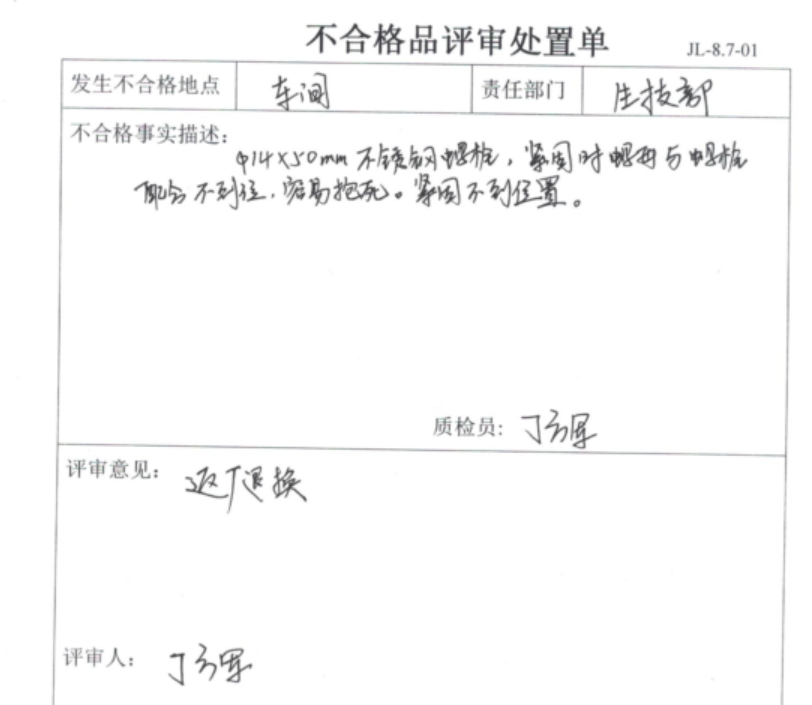 不合格品评审处置单
JL-8.7-01
发生不合格地点 车间 责任部门 生技部
不合格事实描述:
φ14×50mm 不锈钢螺栓，紧固时螺母与螺栓
配合不到位，容易抱死。紧固不到位置。
质检员: 丁
评审意见: 返厂退换
评审人: 丁